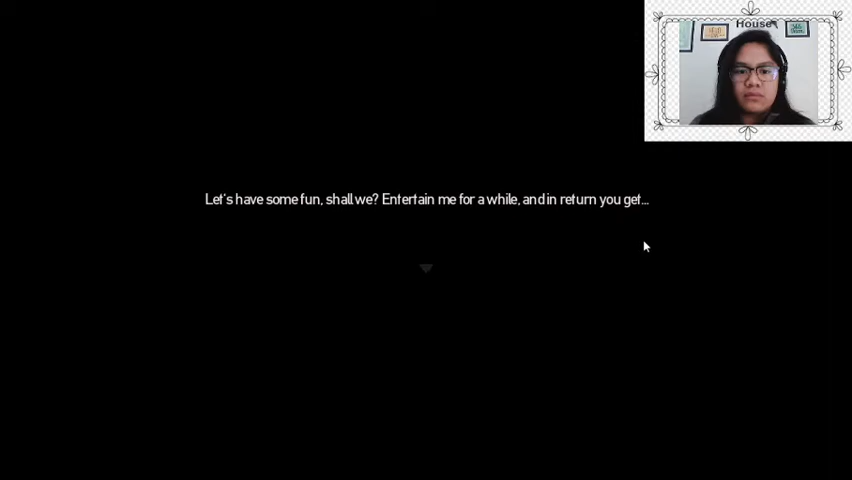 House
Let's have some fun, shall we? Entertain me for a while, and in return you get...